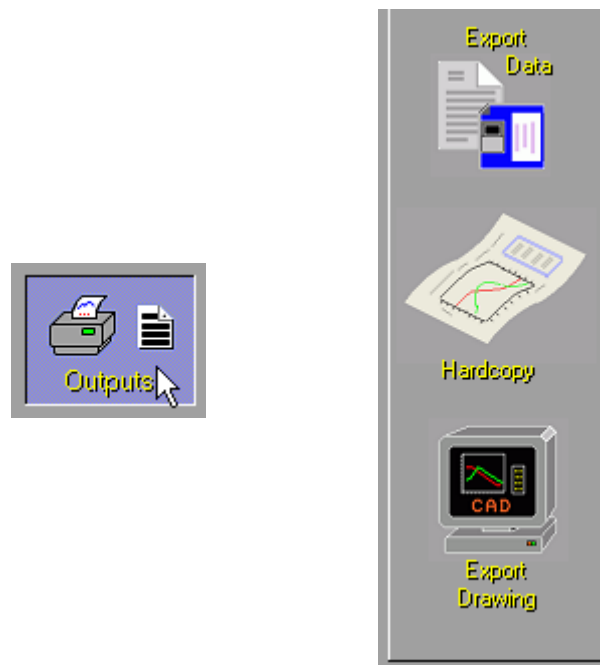 Outputs
Export
Data
Hardcopy
CAD
Export
Drawing